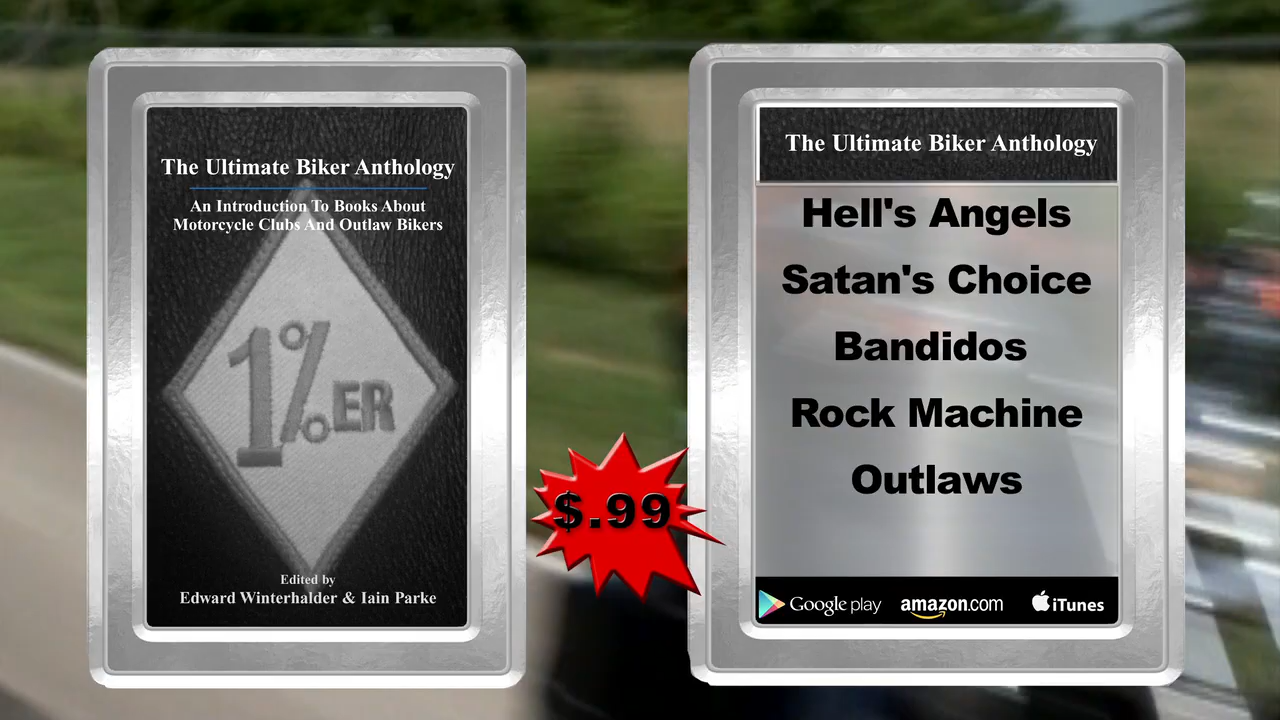 The Ultimate Biker Anthology
An Introduction To Books About
Motorcycle Clubs And Outlaw Bikers
1%ER
Edited by
Edward Winterhalder & Iain Parke
$.99
The Ultimate Biker Anthology
Hell's Angels
Satan's Choice
Bandidos
Rock Machine
Outlaws
Google play amazon.com iTunes